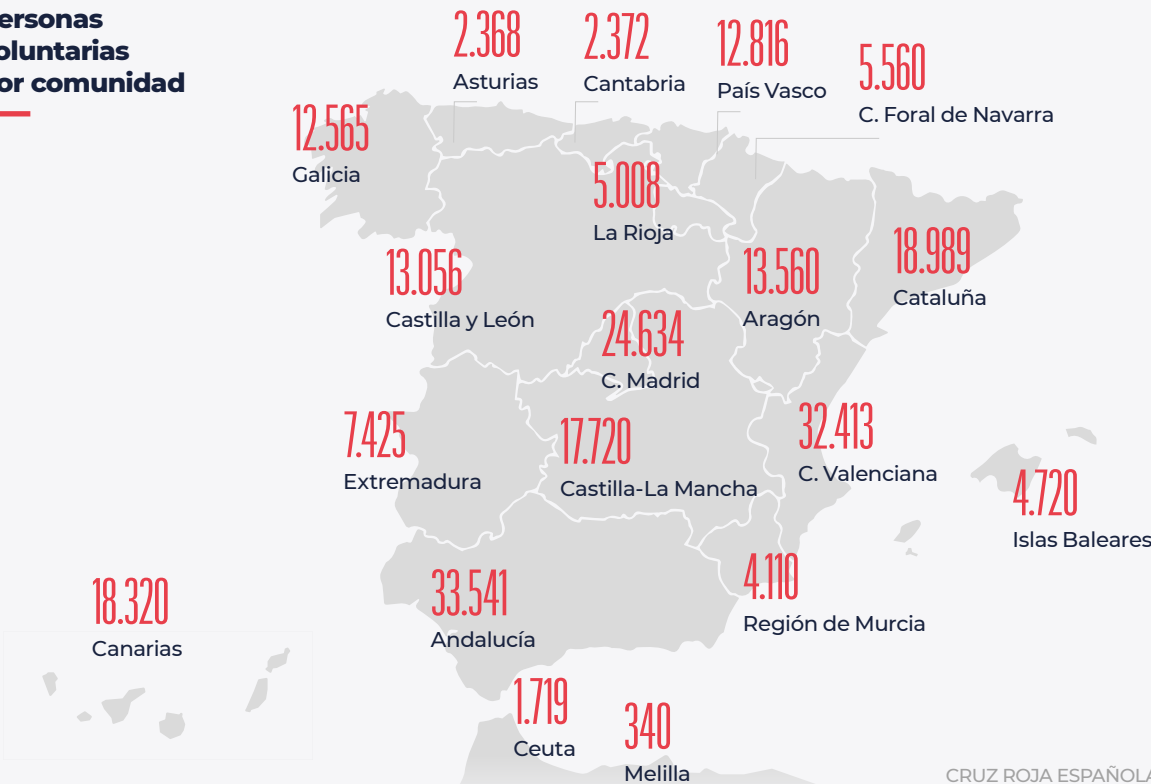 ersonas
oluntarias
or comunidad
2.368
Asturias
2.372
Cantabria
12.816
País Vasco
5.560
C. Foral de Navarra
12.565
Galicia
5.008
La Rioja
13.056
Castilla y León
13.560
Aragón
18.989
Cataluña
24.634
C. Madrid
7.425
Extremadura
17.720
Castilla-La Mancha
32.413
C. Valenciana
4.720
Islas Baleares
18.320
Canarias
33.541
Andalucía
4.110
Región de Murcia
1.719
Ceuta
340
Melilla
CRUZ ROJA ESPAÑOLA